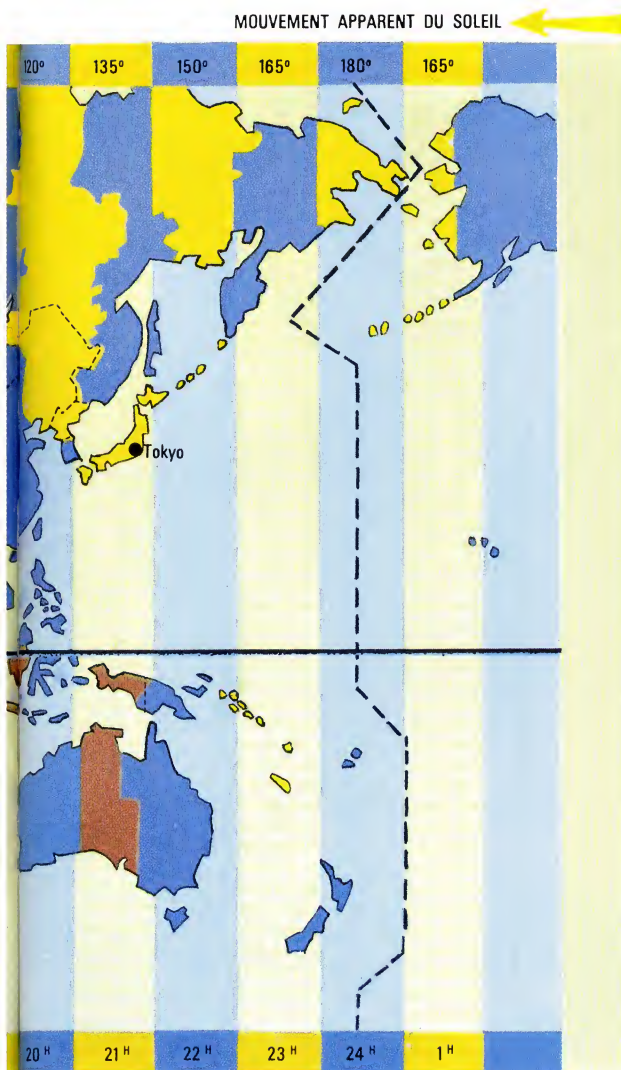 MOUVEMENT APPARENT DU SOLEIL
120° 135° 150° 165° 180° 165°
Tokyo
20 H 21 H 22 H 23 H 24 H 1 H